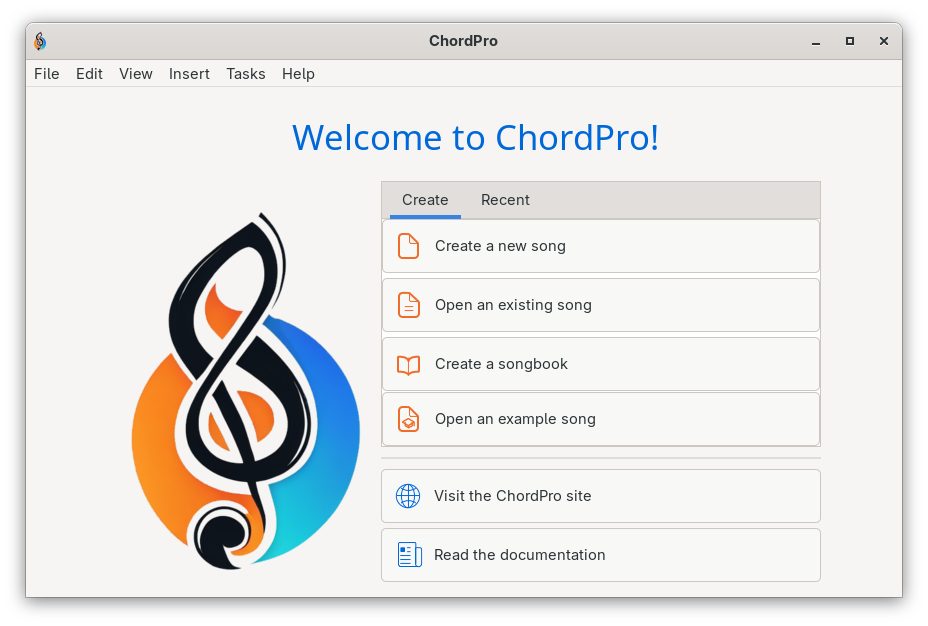 ChordPro
File Edit View Insert Tasks Help
Welcome to ChordPro!
Create Recent
Create a new song
Open an existing song
Create a songbook
Open an example song
Visit the ChordPro site
Read the documentation